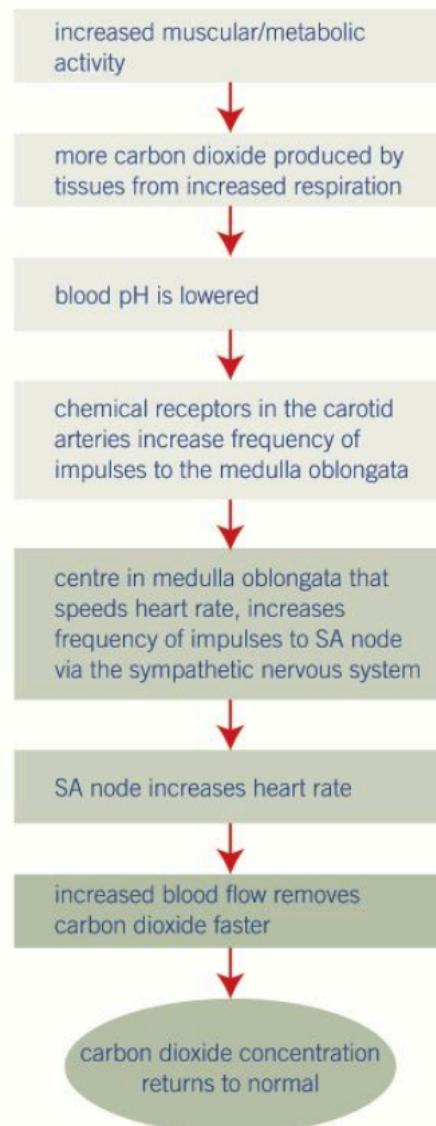 increased muscular/metabolic
activity
more carbon dioxide produced by
tissues from increased respiration
blood pH is lowered
chemical receptors in the carotid
arteries increase frequency of
impulses to the medulla oblongata
centre in medulla oblongata that
speeds heart rate, increases
frequency of impulses to SA node
via the sympathetic nervous system
SA node increases heart rate
increased blood flow removes
carbon dioxide faster
carbon dioxide concentration
returns to normal